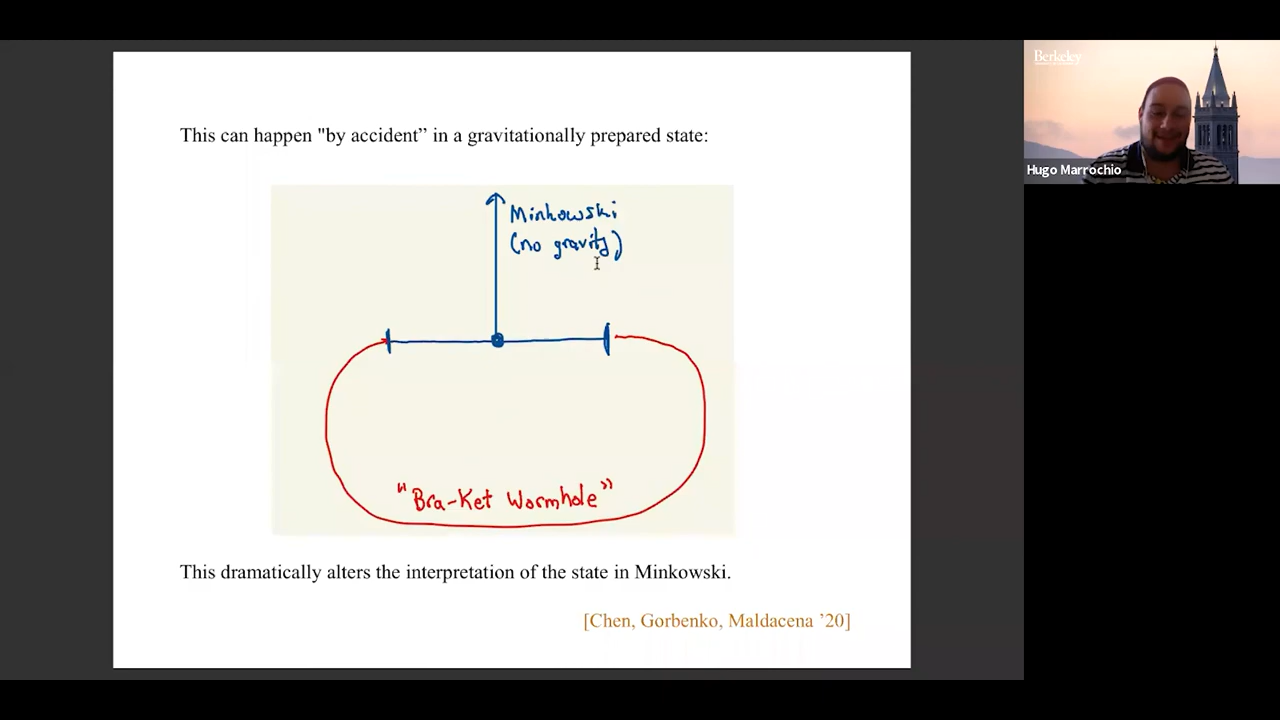 This can happen "by accident” in a gravitationally prepared state:
Minkowski
(no gravity)
"Bra-Ket Wormhole"
This dramatically alters the interpretation of the state in Minkowski.
[Chen, Gorbenko, Maldacena ’20]
Berkeley
Hugo Marrochio